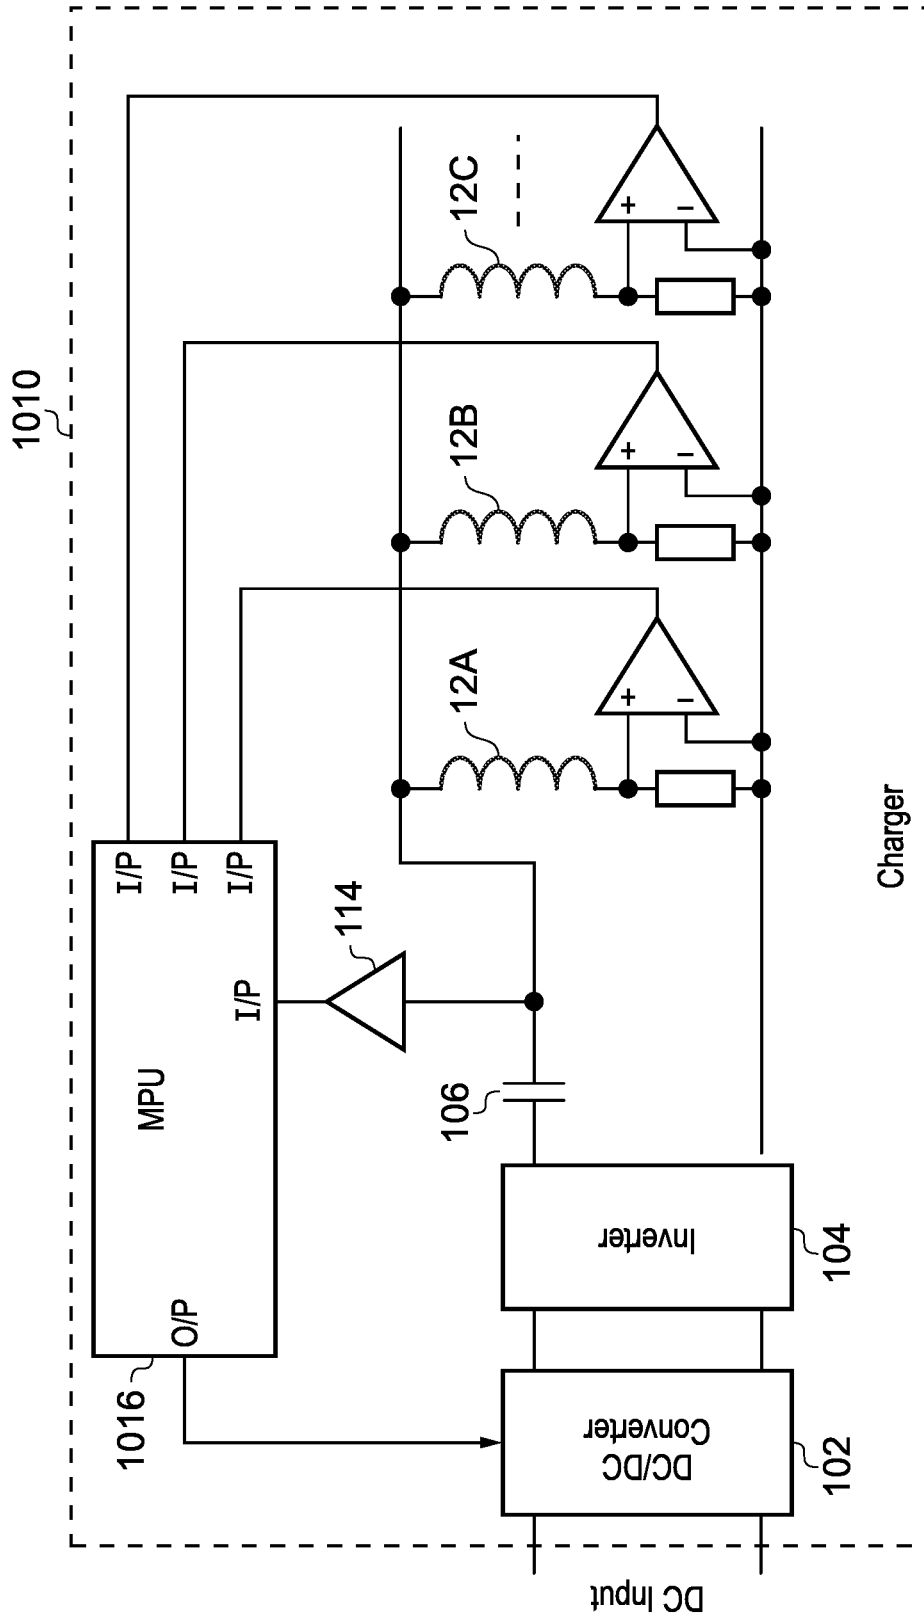 1010
1016
MPU
O/P
I/P
I/P
I/P
I/P
114
106
12A
12B
12C
+
−
+
−
+
−
DC Input
DC/DC
Converter
102
Inverter
104
Charger